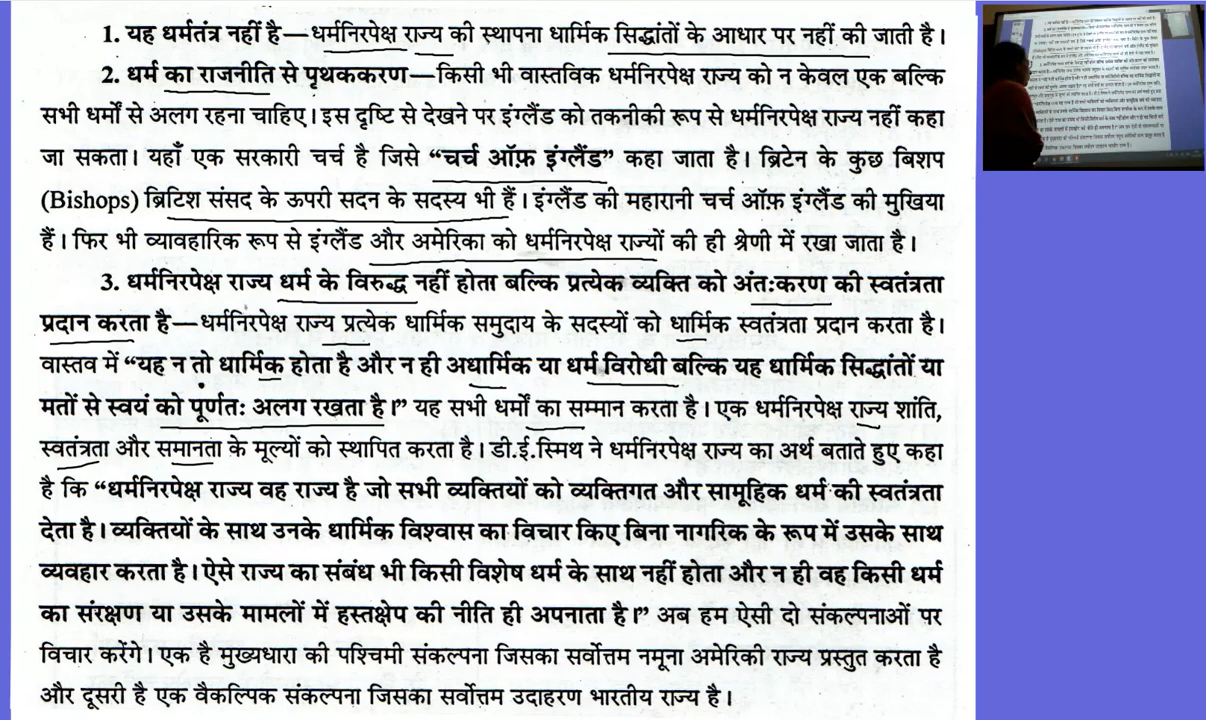 1. यह धर्मतंत्र नहीं है—धर्मनिरपेक्ष राज्य की स्थापना धार्मिक सिद्धांतों के आधार पर नहीं की जाती है।
2. धर्म का राजनीति से पृथककरण—किसी भी वास्तविक धर्मनिरपेक्ष राज्य को न केवल एक बल्कि
सभी धर्मों से अलग रहना चाहिए। इस दृष्टि से देखने पर इंग्लैंड को तकनीकी रूप से धर्मनिरपेक्ष राज्य नहीं कहा
जा सकता। यहाँ एक सरकारी चर्च है जिसे “चर्च ऑफ़ इंग्लैंड” कहा जाता है। ब्रिटेन के कुछ बिशप
(Bishops) ब्रिटिश संसद के ऊपरी सदन के सदस्य भी हैं। इंग्लैंड की महारानी चर्च ऑफ़ इंग्लैंड की मुखिया
हैं। फिर भी व्यावहारिक रूप से इंग्लैंड और अमेरिका को धर्मनिरपेक्ष राज्यों की ही श्रेणी में रखा जाता है।
3. धर्मनिरपेक्ष राज्य धर्म के विरुद्ध नहीं होता बल्कि प्रत्येक व्यक्ति को अंतःकरण की स्वतंत्रता
प्रदान करता है—धर्मनिरपेक्ष राज्य प्रत्येक धार्मिक समुदाय के सदस्यों को धार्मिक स्वतंत्रता प्रदान करता है।
वास्तव में “यह न तो धार्मिक होता है और न ही अधार्मिक या धर्म विरोधी बल्कि यह धार्मिक सिद्धांतों या
मतों से स्वयं को पूर्णतः अलग रखता है।” यह सभी धर्मों का सम्मान करता है। एक धर्मनिरपेक्ष राज्य शांति,
स्वतंत्रता और समानता के मूल्यों को स्थापित करता है। डी.ई.स्मिथ ने धर्मनिरपेक्ष राज्य का अर्थ बताते हुए कहा
है कि “धर्मनिरपेक्ष राज्य वह राज्य है जो सभी व्यक्तियों को व्यक्तिगत और सामूहिक धर्म की स्वतंत्रता
देता है। व्यक्तियों के साथ उनके धार्मिक विश्वास का विचार किए बिना नागरिक के रूप में उसके साथ
व्यवहार करता है। ऐसे राज्य का संबंध भी किसी विशेष धर्म के साथ नहीं होता और न ही वह किसी धर्म
का संरक्षण या उसके मामलों में हस्तक्षेप की नीति ही अपनाता है।” अब हम ऐसी दो संकल्पनाओं पर
विचार करेंगे। एक है मुख्यधारा की पश्चिमी संकल्पना जिसका सर्वोत्तम नमूना अमेरिकी राज्य प्रस्तुत करता है
और दूसरी है एक वैकल्पिक संकल्पना जिसका सर्वोत्तम उदाहरण भारतीय राज्य है।